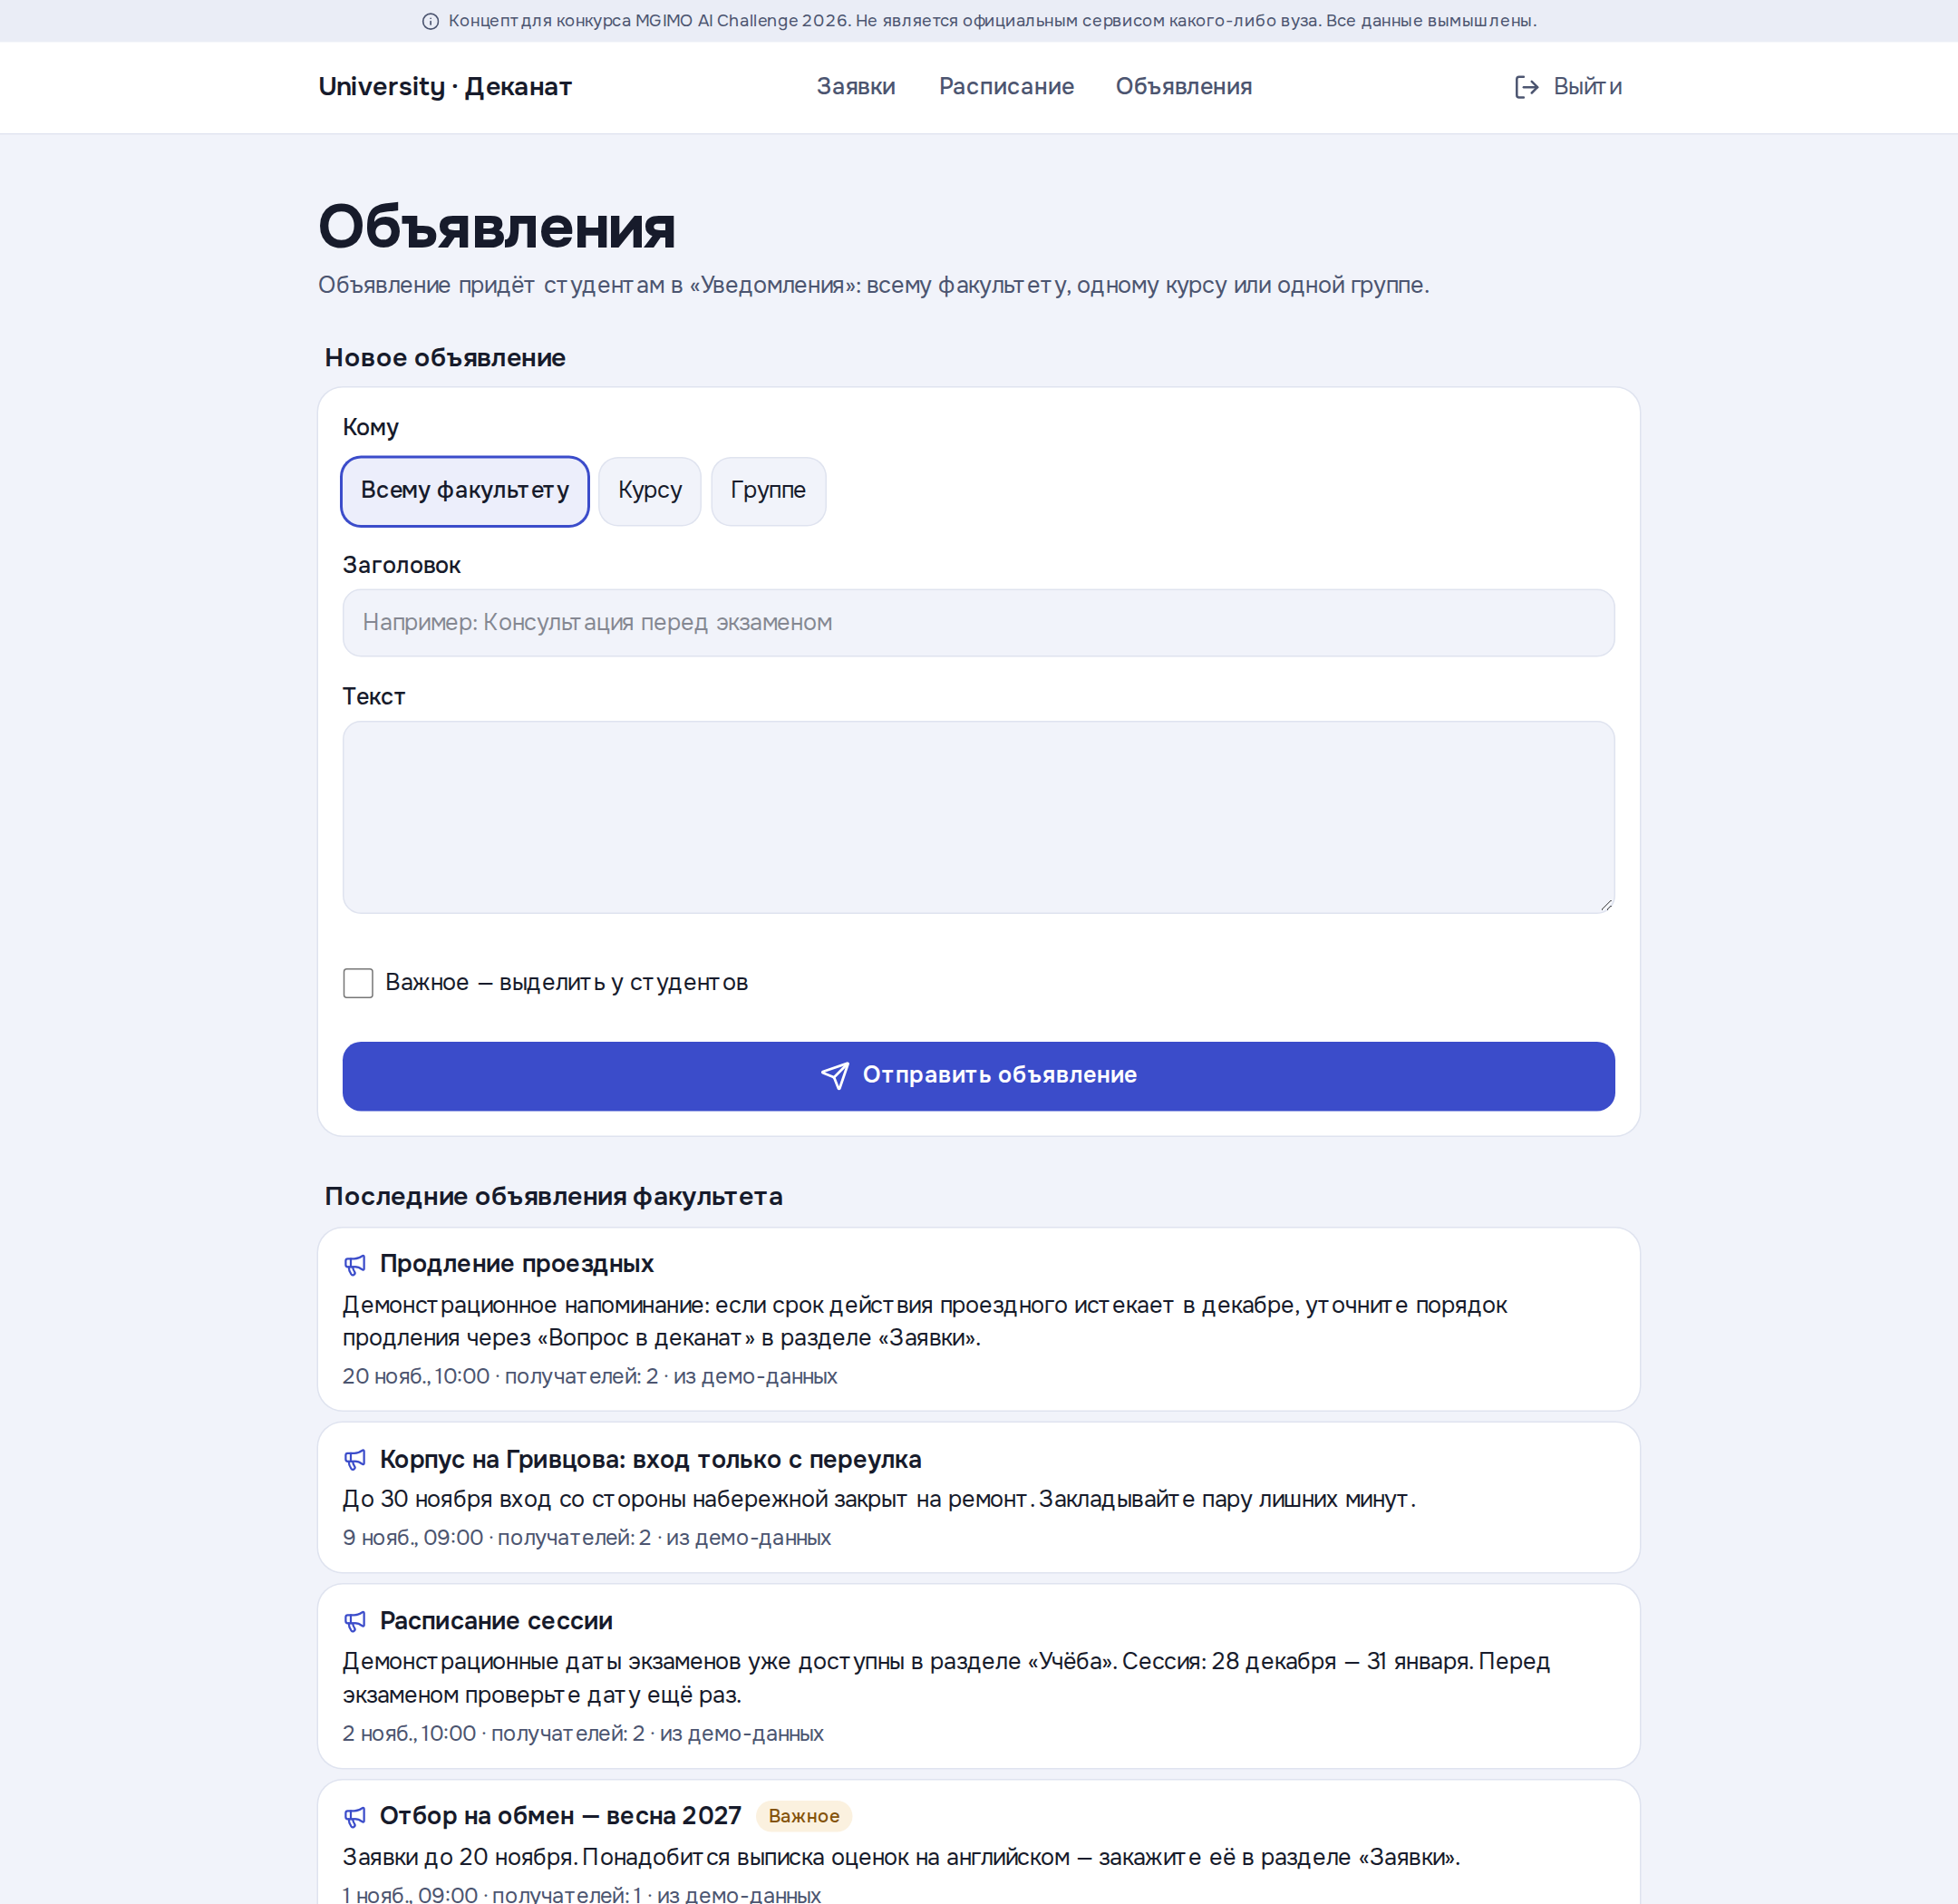 Концепт для конкурса MGIMO AI Challenge 2026. Не является официальным сервисом какого-либо вуза. Все данные вымышлены.
University · Деканат
Заявки
Расписание
Объявления
Выйти
Объявления
Объявление придёт студентам в «Уведомления»: всему факультету, одному курсу или одной группе.
Новое объявление
Кому
Всему факультету
Курсу
Группе
Заголовок
Например: Консультация перед экзаменом
Текст
Важное — выделить у студентов
Отправить объявление
Последние объявления факультета
Продление проездных
Демонстрационное напоминание: если срок действия проездного истекает в декабре, уточните порядок
продления через «Вопрос в деканат» в разделе «Заявки».
20 нояб., 10:00 · получателей: 2 · из демо-данных
Корпус на Гривцова: вход только с переулка
До 30 ноября вход со стороны набережной закрыт на ремонт. Закладывайте пару лишних минут.
9 нояб., 09:00 · получателей: 2 · из демо-данных
Расписание сессии
Демонстрационные даты экзаменов уже доступны в разделе «Учёба». Сессия: 28 декабря — 31 января. Перед
экзаменом проверьте дату ещё раз.
2 нояб., 10:00 · получателей: 2 · из демо-данных
Отбор на обмен — весна 2027
Важное
Заявки до 20 ноября. Понадобится выписка оценок на английском — закажите её в разделе «Заявки».
1 нояб., 09:00 · получателей: 1 · из демо-данных